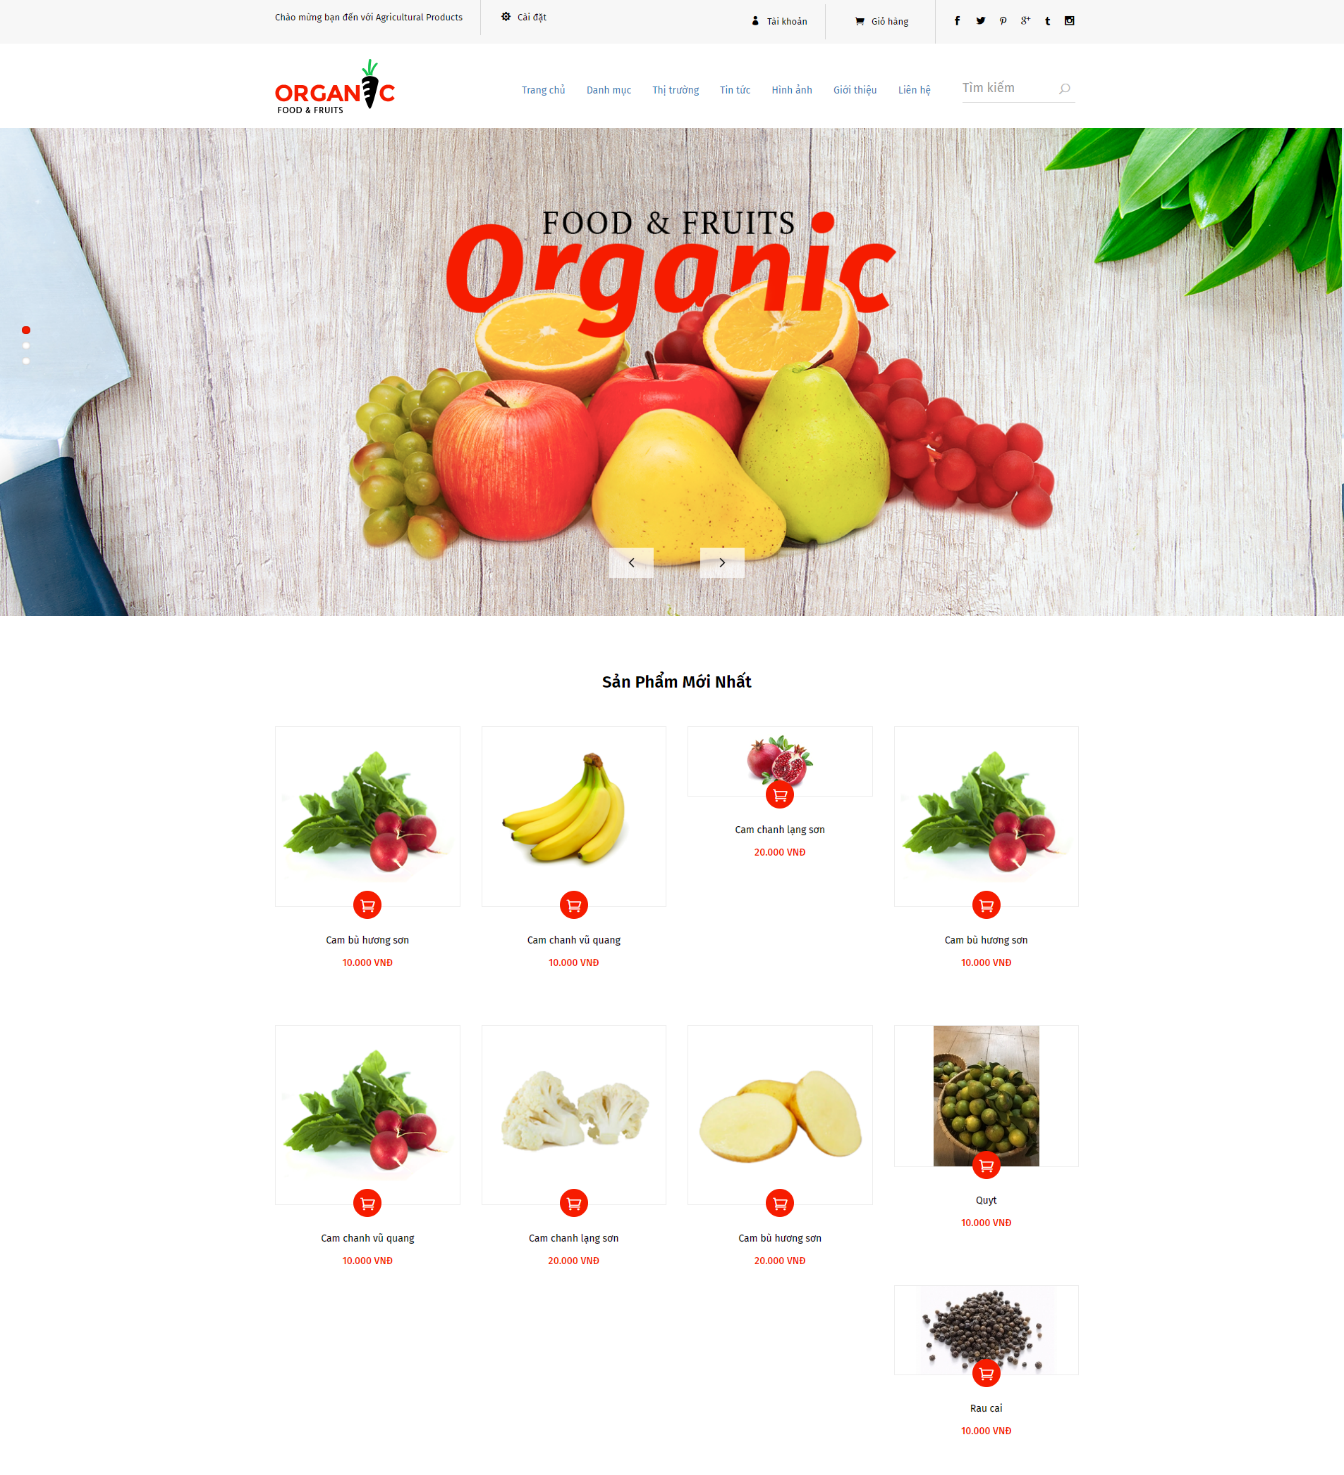 Chào mừng bạn đến với Agricultural Products
Cài đặt
Tài khoản
Giỏ hàng
ORGANIC
FOOD & FRUITS
Trang chủ
Danh mục
Thị trường
Tin tức
Hình ảnh
Giới thiệu
Liên hệ
Tìm kiếm
FOOD & FRUITS
Organic
Sản Phẩm Mới Nhất
Cam bù hương sơn
10.000 VNĐ
Cam chanh vũ quang
10.000 VNĐ
Cam chanh lạng sơn
20.000 VNĐ
Cam bù hương sơn
10.000 VNĐ
Cam chanh vũ quang
10.000 VNĐ
Cam chanh lạng sơn
20.000 VNĐ
Cam bù hương sơn
20.000 VNĐ
Quyt
10.000 VNĐ
Rau cai
10.000 VNĐ